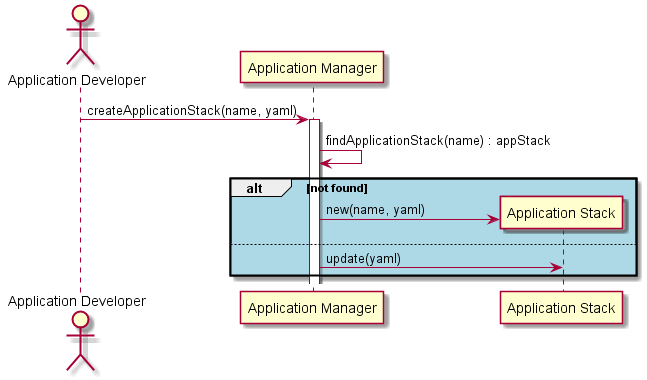 Application Developer
Application Manager
createApplicationStack(name, yaml)
findApplicationStack(name) : appStack
alt
[not found]
new(name, yaml)
Application Stack
update(yaml)
Application Developer
Application Manager
Application Stack